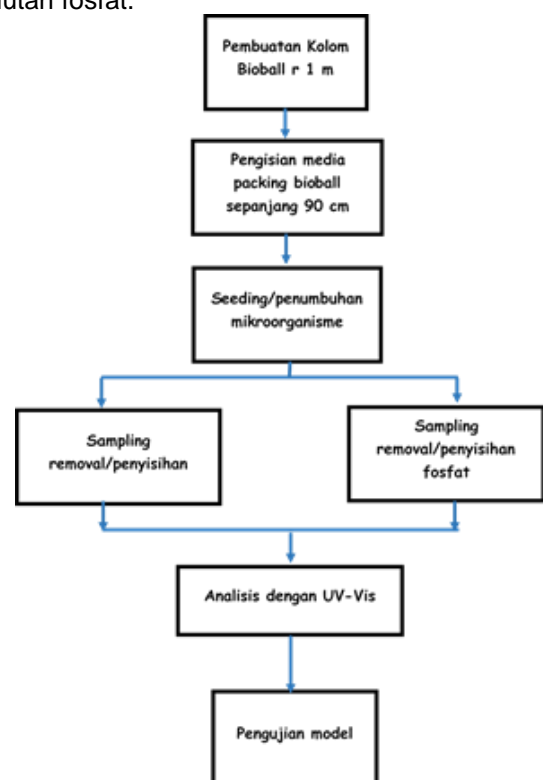 fosfat.
Pembuatan Kolom
Bioball r 1 m
Pengisian media
packing bioball
sepanjang 90 cm
Seeding/penumbuhan
mikroorganisme
Sampling
removal/penyisihan
Sampling
removal/penyisihan
fosfat
Analisis dengan UV-Vis
Pengujian model